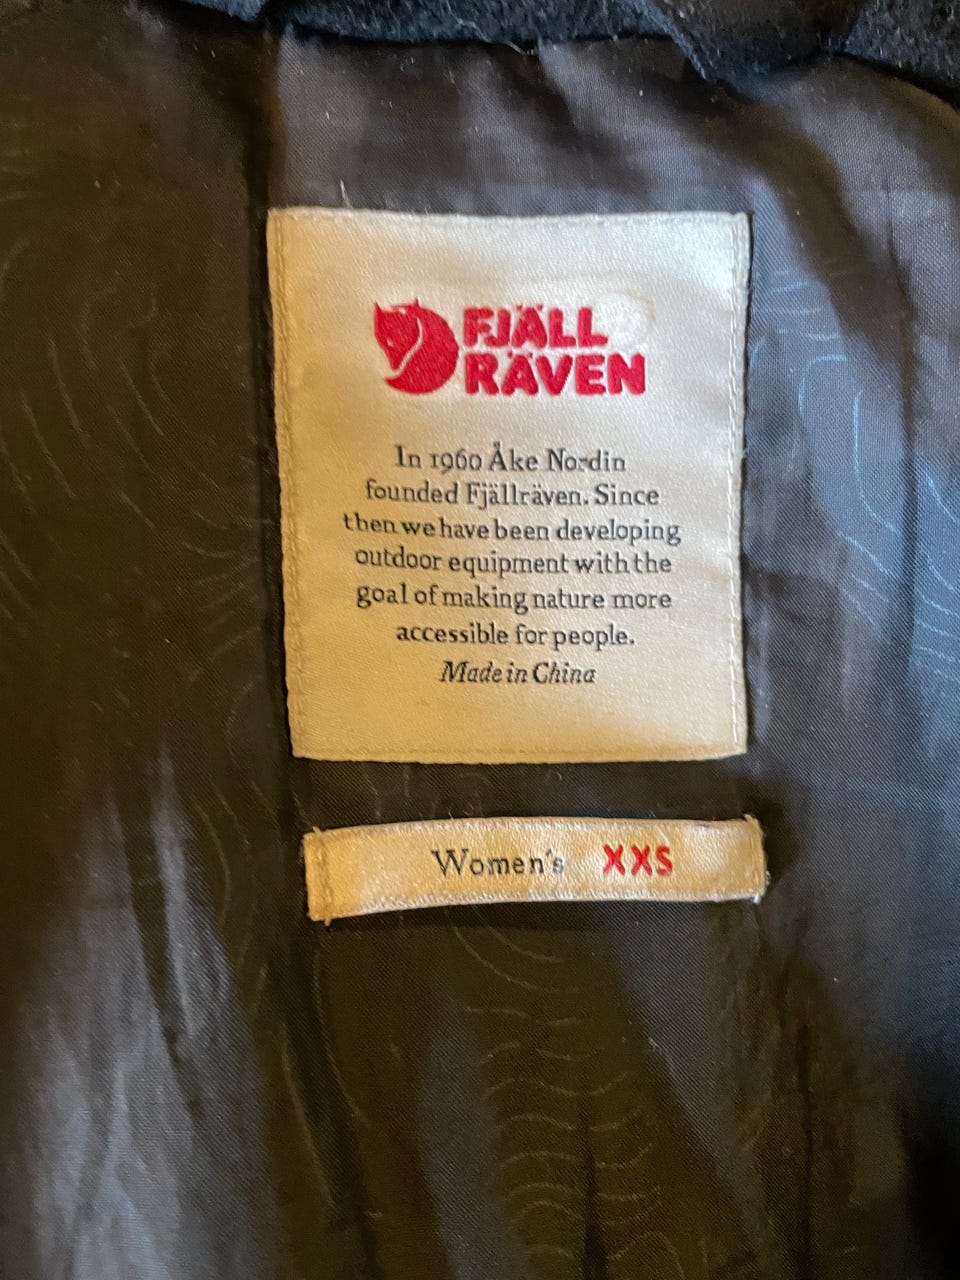 FJÄLL
RÄVEN
In 1960 Åke Nordin
founded Fjällräven. Since
then we have been developing
outdoor equipment with the
goal of making nature more
accessible for people.
Made in China
Women's XXS